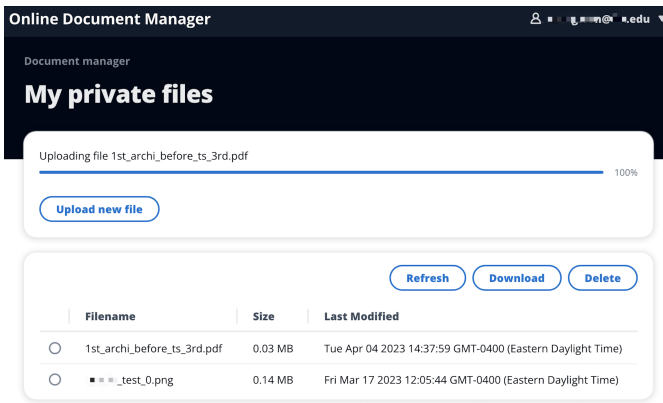 Online Document Manager
Document manager
My private files
Uploading file 1st_archi_before_ts_3rd.pdf
100%
Upload new file
Refresh Download Delete
Filename Size Last Modified
1st_archi_before_ts_3rd.pdf 0.03 MB Tue Apr 04 2023 14:37:59 GMT-0400 (Eastern Daylight Time)
_test_0.png 0.14 MB Fri Mar 17 2023 12:05:44 GMT-0400 (Eastern Daylight Time)